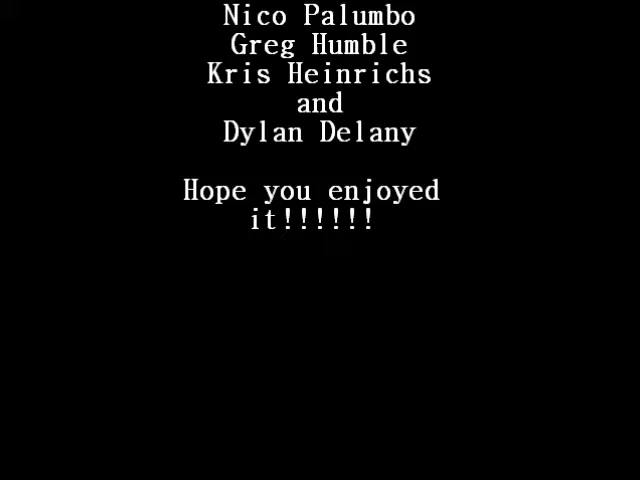 Nico Palumbo
Greg Humble
Kris Heinrichs
and
Dylan Delany
Hope you enjoyed
it!!!!!!